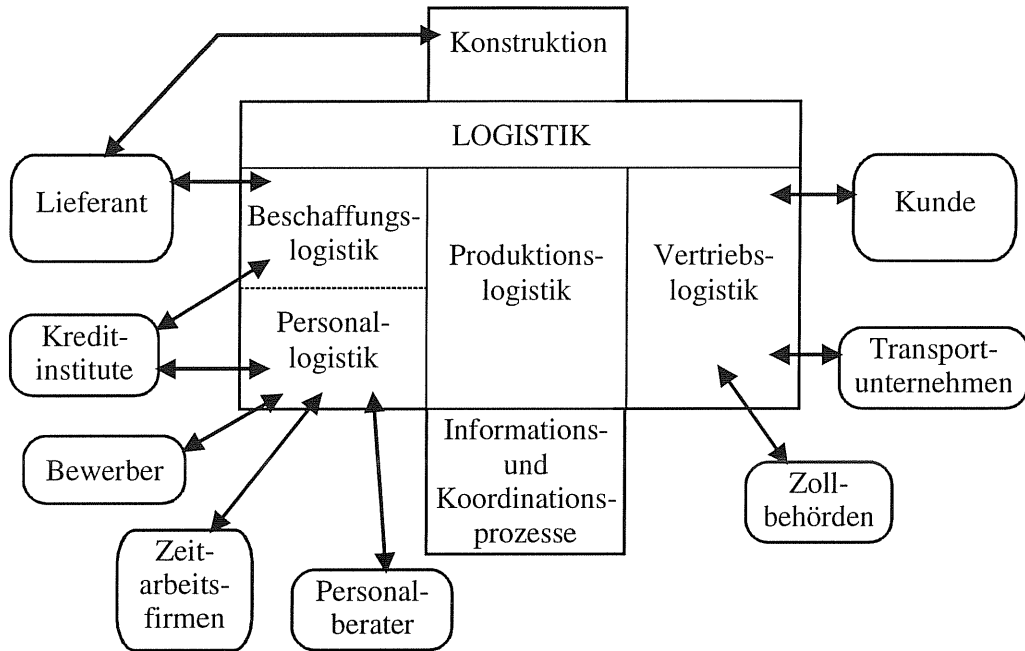 Konstruktion
LOGISTIK
Lieferant
Beschaffungs-
logistik
Produktions-
logistik
Vertriebs-
logistik
Kunde
Kredit-
institute
Personal-
logistik
Transport-
unternehmen
Bewerber
Informations-
und
Koordinations-
prozesse
Zoll-
behörden
Zeit-
arbeits-
firmen
Personal-
berater